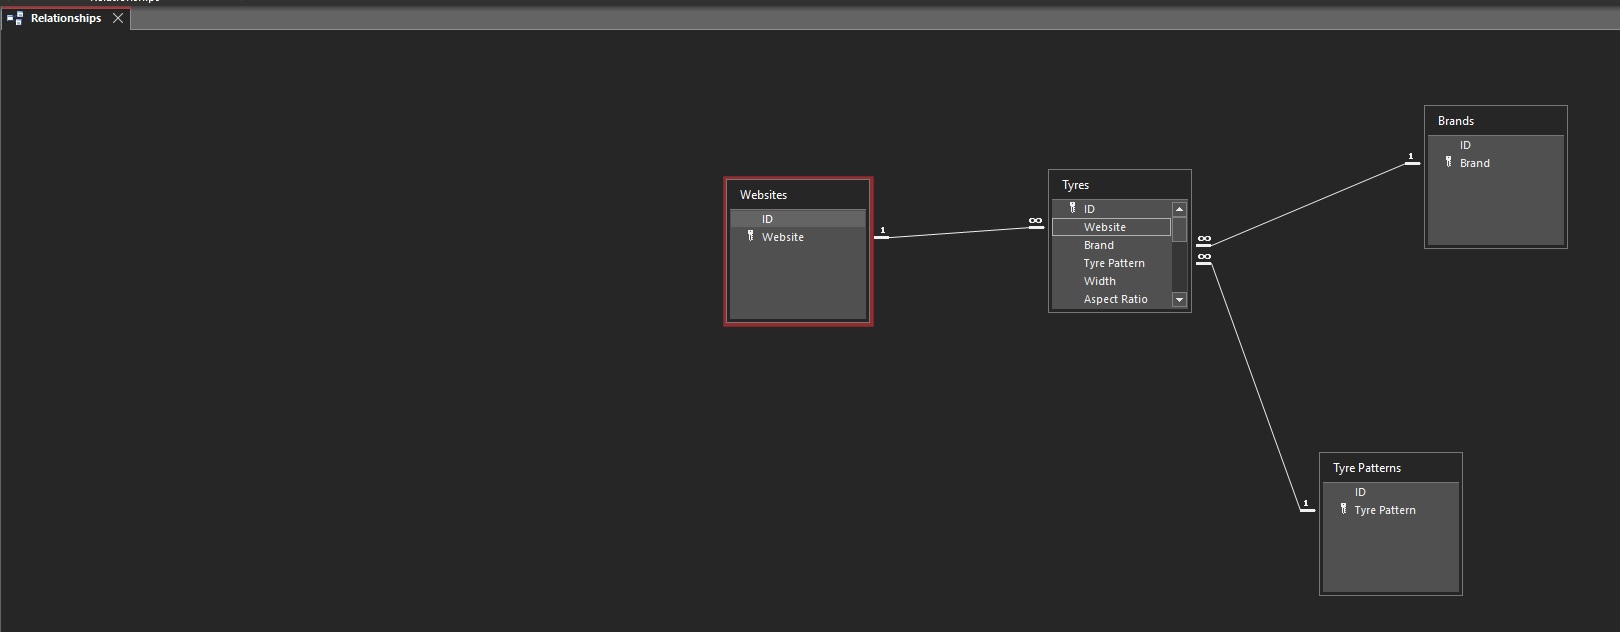 Relationships
Relationships
Websites
ID
Website
1
∞
Tyres
ID
Website
Brand
Tyre Pattern
Width
Aspect Ratio
∞
∞
1
Brands
ID
Brand
1
Tyre Patterns
ID
Tyre Pattern